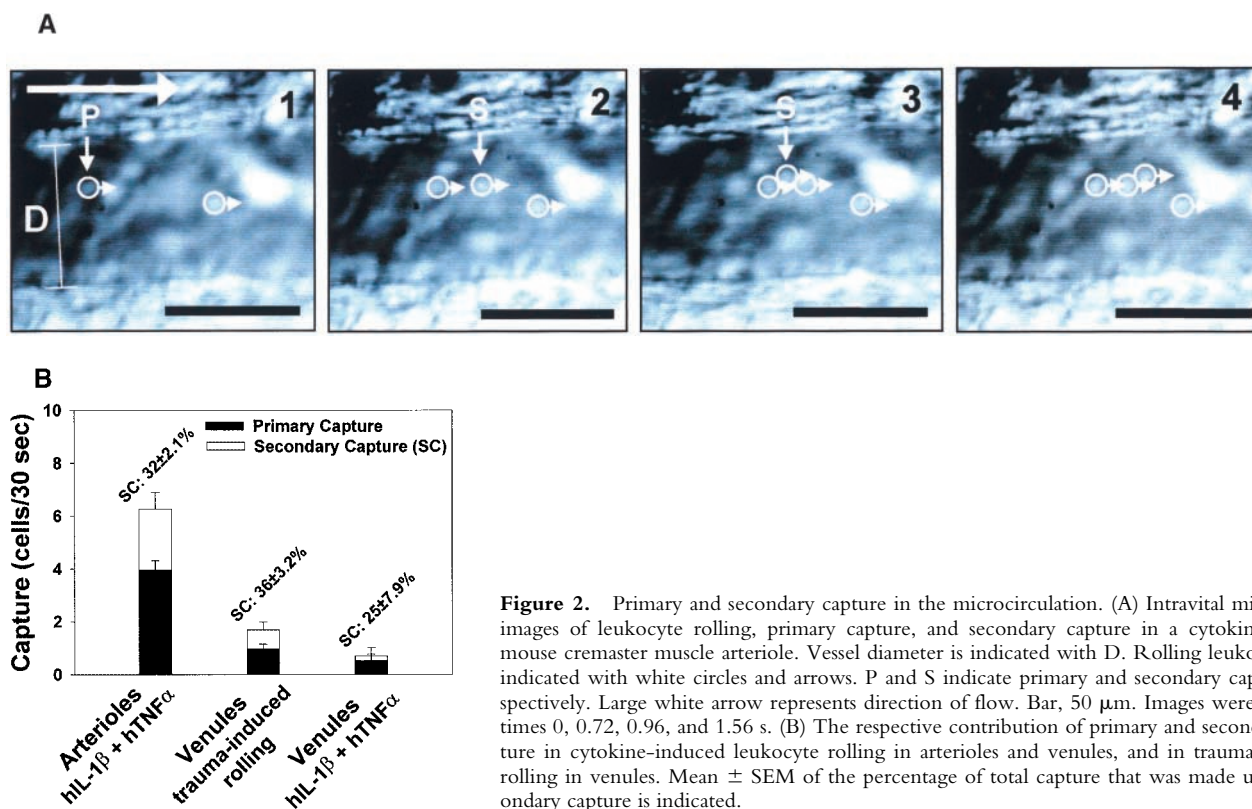 A
1
P
D
2
S
3
S
4
B
Capture (cells/30 sec)
10
8
6
4
2
0
Primary Capture
Secondary Capture (SC)
SC: 32±2.1%
SC: 36±3.2%
SC: 25±7.9%
Arterioles
hIL-1β + hTNFα
Venules
trauma-induced
rolling
Venules
hIL-1β + hTNFα
Figure 2. Primary and secondary capture in the microcirculation. (A) Intravital mi
images of leukocyte rolling, primary capture, and secondary capture in a cytokin
mouse cremaster muscle arteriole. Vessel diameter is indicated with D. Rolling leuko
indicated with white circles and arrows. P and S indicate primary and secondary cap
spectively. Large white arrow represents direction of flow. Bar, 50 μm. Images were
times 0, 0.72, 0.96, and 1.56 s. (B) The respective contribution of primary and second
ture in cytokine-induced leukocyte rolling in arterioles and venules, and in trauma
rolling in venules. Mean ± SEM of the percentage of total capture that was made u
ondary capture is indicated.